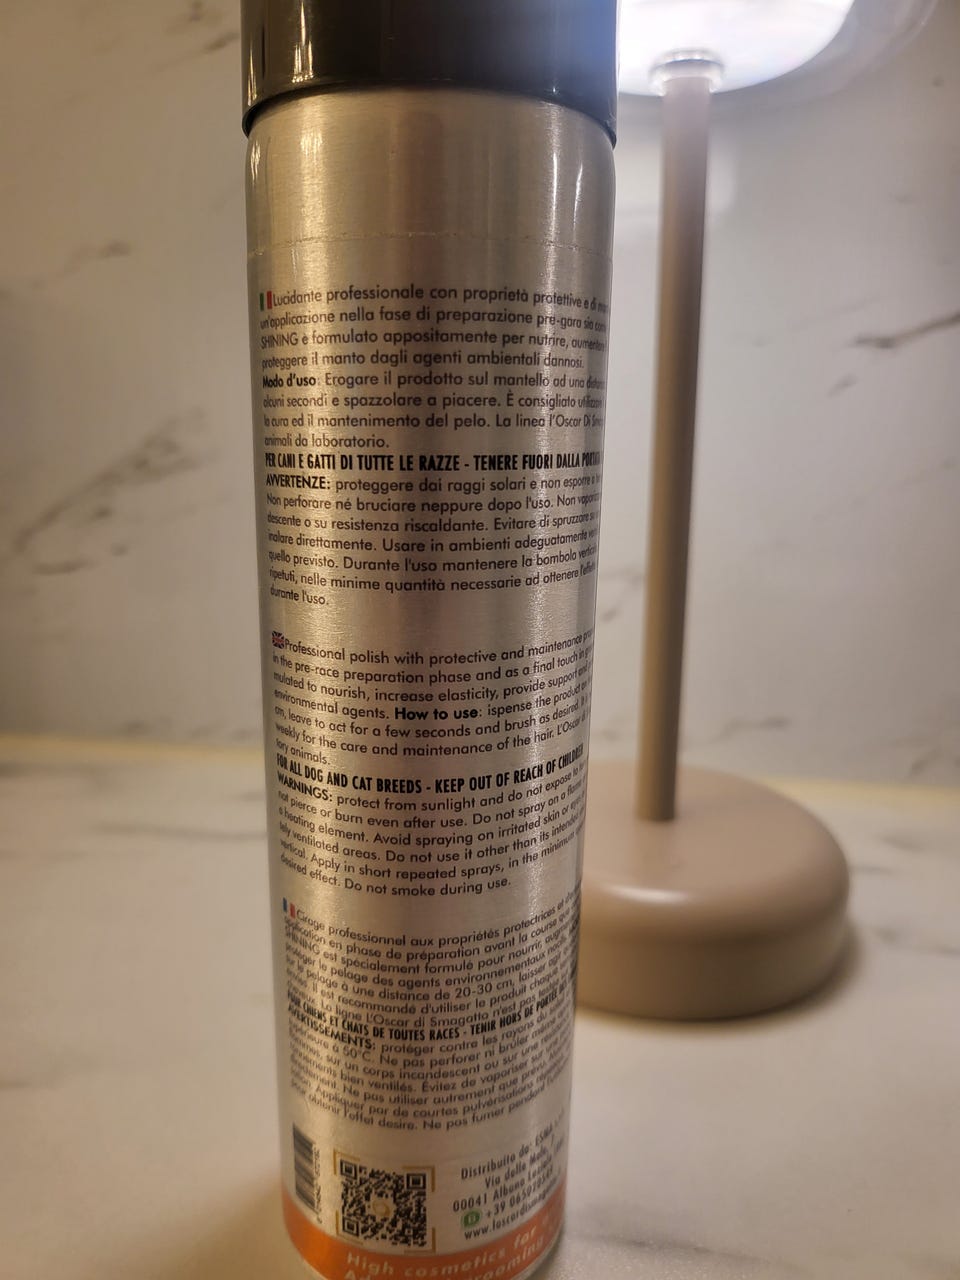 Lucidante professionale con proprietà protettive e di
un'applicazione nella fase di preparazione pre-gara sia
SHINING è formulato appositamente per nutrire,
proteggere il manto dagli agenti ambientali dannosi.
Modo d'uso: Erogare il prodotto sul mantello ad una
alcuni secondi e spazzolare a piacere. È consigliato
la cura ed il mantenimento del pelo. La linea l'Oscar Di
animali da laboratorio.
PER CANI E GATTI DI TUTTE LE RAZZE - TENERE FUORI DALLA
AVVERTENZE: proteggere dai raggi solari e non esporre a
Non perforare né bruciare neppure dopo l'uso. Non
descente o su resistenza riscaldante. Evitare di spruzzare su
inalare direttamente. Usare in ambienti adeguatamente
quello previsto. Durante l'uso mantenere la bombola
ripetuti, nelle minime quantità necessarie ad ottenere
durante l'uso.
Professional polish with protective and maintenance
in the pre-race preparation phase and as a final touch in
mulated to nourish, increase elasticity, provide support and
environmental agents. How to use: ispense the product
cm, leave to act for a few seconds and brush as desired.
weekly for the care and maintenance of the hair. L'Oscar di
tory animals.
FOR ALL DOG AND CAT BREEDS - KEEP OUT OF REACH OF CHILDREN
WARNINGS: protect from sunlight and do not expose to
not pierce or burn even after use. Do not spray on a flame
a heating element. Avoid spraying on irritated skin or
tely ventilated areas. Do not use it other than its intended
vertical. Apply in short repeated sprays, in the minimum
desired effect. Do not smoke during use.
Cirage professionnel aux propriétés protectrices et
application en phase de préparation avant la course que
SHINING est spécialement formulé pour nourrir,
protéger le pelage des agents environnementaux
sur le pelage à une distance de 20-30 cm, laisser agir
envies. Il est recommandé d'utiliser le produit chaque
cheveux. La ligne L'Oscar di Smagatto n'est pas
POUR CHIENS ET CHATS DE TOUTES RACES - TENIR HORS DE PORTÉE DES
AVERTISSEMENTS: protéger contre les rayons du
supérieure à 50°C. Ne pas perforer ni brûler même
lumineux, sur un corps incandescent ou sur une
ronnements bien ventilés. Évitez de vaporiser sur une
directement. Ne pas utiliser autrement que prévu.
Appliquer par de courtes pulvérisations
pour obtenir l'effet désiré. Ne pas fumer pendant
Distribuito da: ESMA
Via delle
00041 Albano Laziale
+39
High cosmetics for